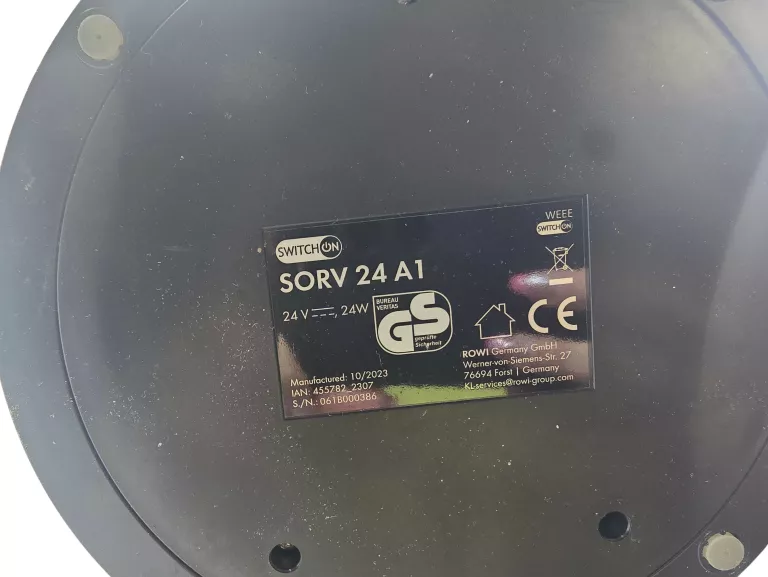 WEEE
SWITCH ON
SWITCH ON
SORV 24 A1
24 V ⎓, 24W
BUREAU
VERITAS
GS
geprüfte
Sicherheit
CE
Manufactured: 10/2023
IAN: 455782_2307
S./N.: 061B000386
ROWI Germany GmbH
Werner-von-Siemens-Str. 27
76694 Forst | Germany
KL-services@rowi-group.com